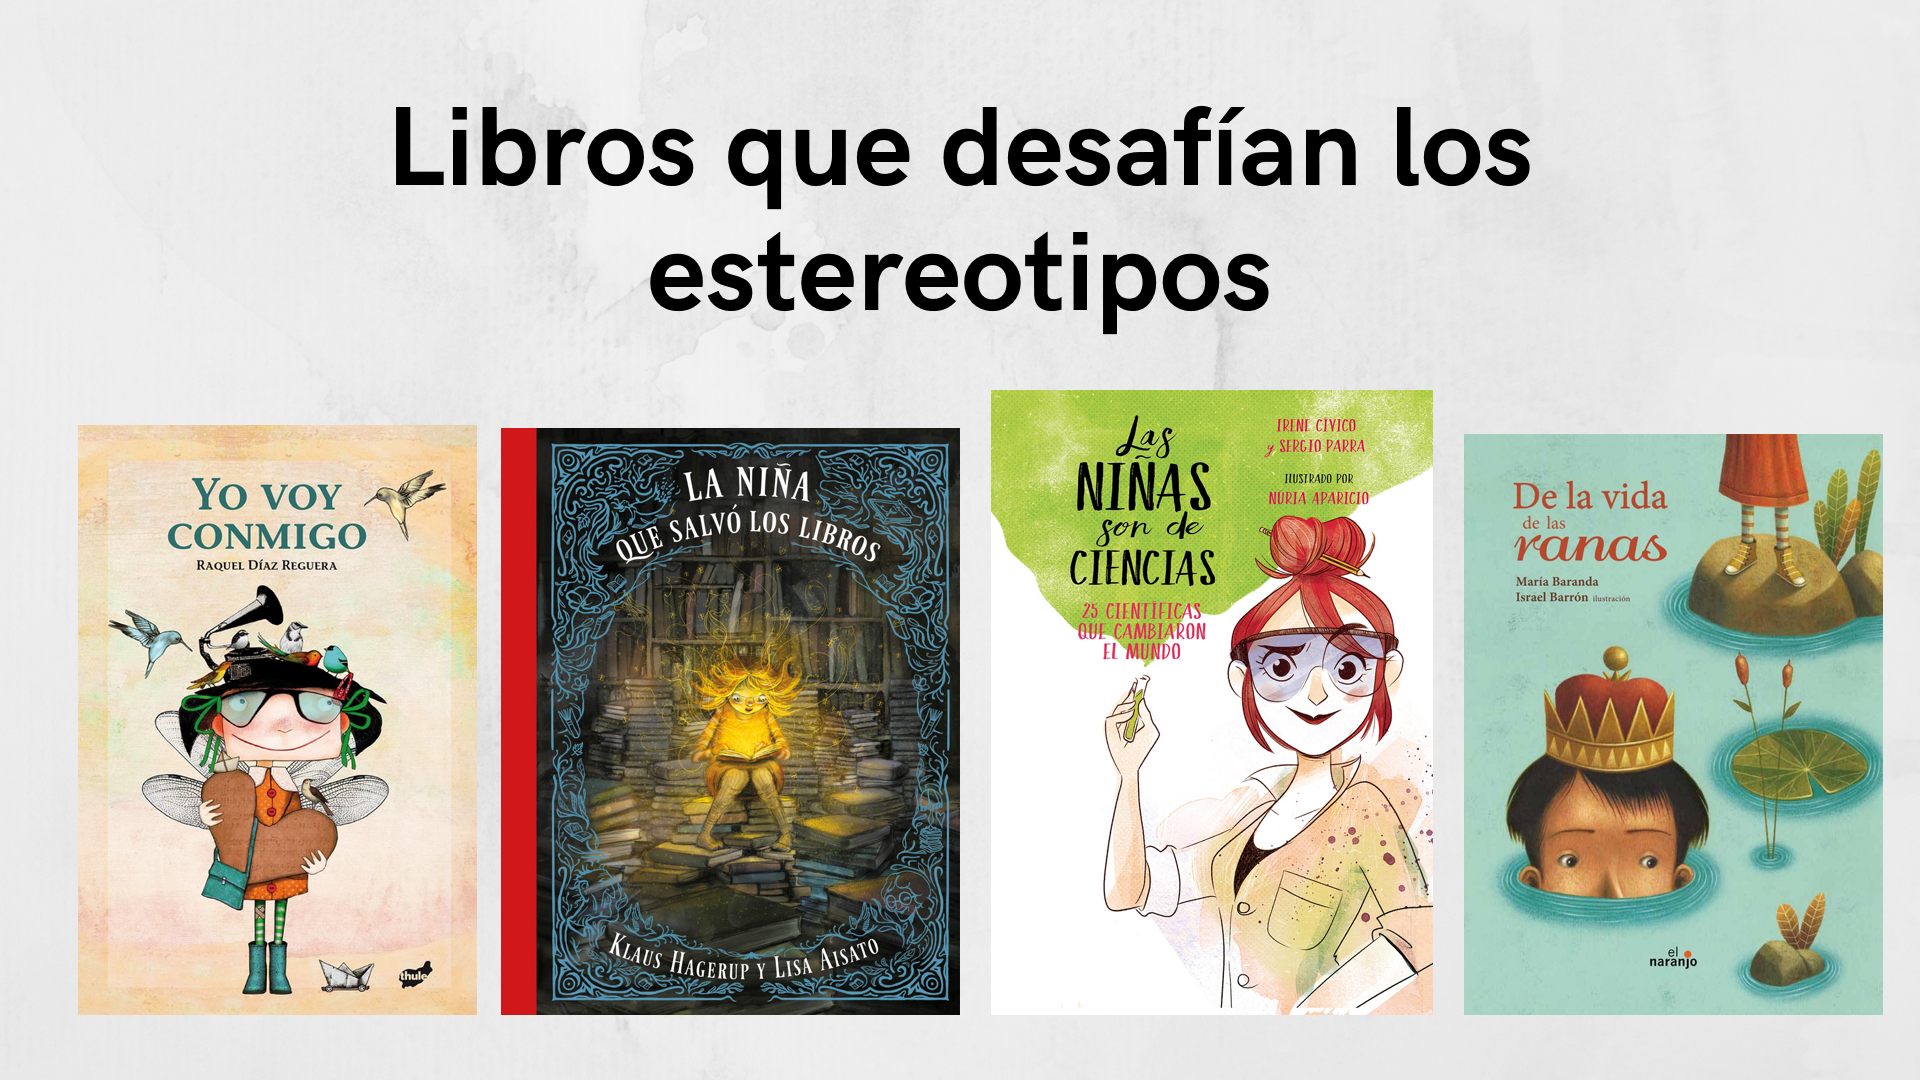 Libros que desafían los
estereotipos
YO VOY
CONMIGO
RAQUEL DÍAZ REGUERA
thule
LA NIÑA
QUE SALVÓ LOS LIBROS
KLAUS HAGERUP Y LISA AISATO
Las
NIÑAS
son de
CIENCIAS
25 CIENTÍFICAS
QUE CAMBIARON
EL MUNDO
IRENE CÍVICO
y SERGIO PARRA
ILUSTRADO POR
NÚRIA APARICIO
De la vida
de las
ranas
María Baranda
Israel Barrón ilustración
el
naranjo